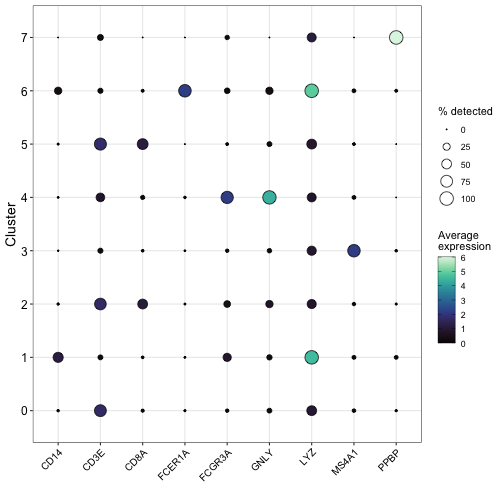 7
6
5
4
3
2
1
0
Cluster
CD14
CD3E
CD8A
FCER1A
FCGR3A
GNLY
LYZ
MS4A1
PPBP
% detected
0
25
50
75
100
Average
expression
6
5
4
3
2
1
0